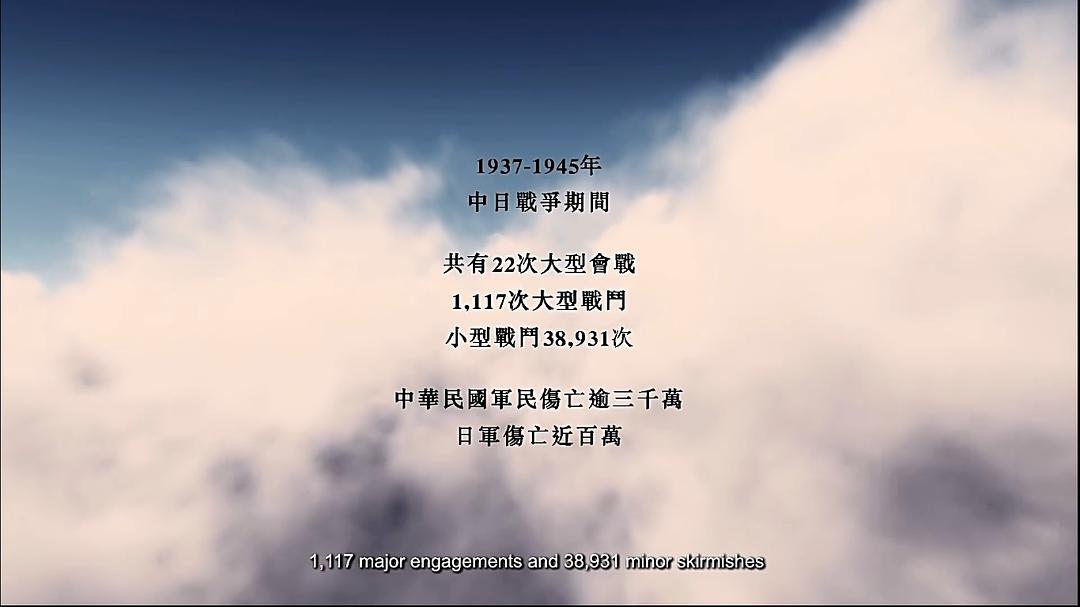 1937-1945年
中日戰爭期間
共有22次大型會戰
1,117次大型戰鬥
小型戰鬥38,931次
中華民國軍民傷亡逾三千萬
日軍傷亡近百萬
1,117 major engagements and 38,931 minor skirmishes